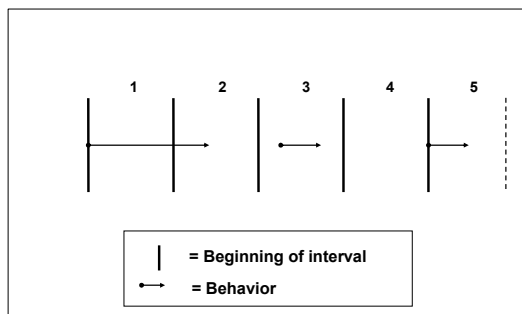 1 2 3 4 5
= Beginning of interval
= Behavior